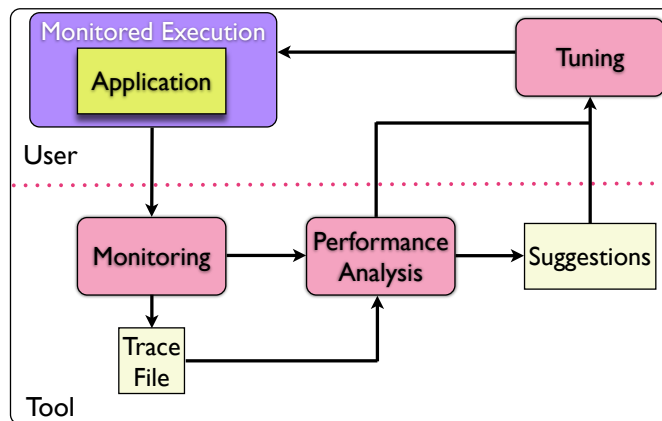 Monitored Execution
Application
Tuning
User
Monitoring
Performance
Analysis
Suggestions
Trace
File
Tool